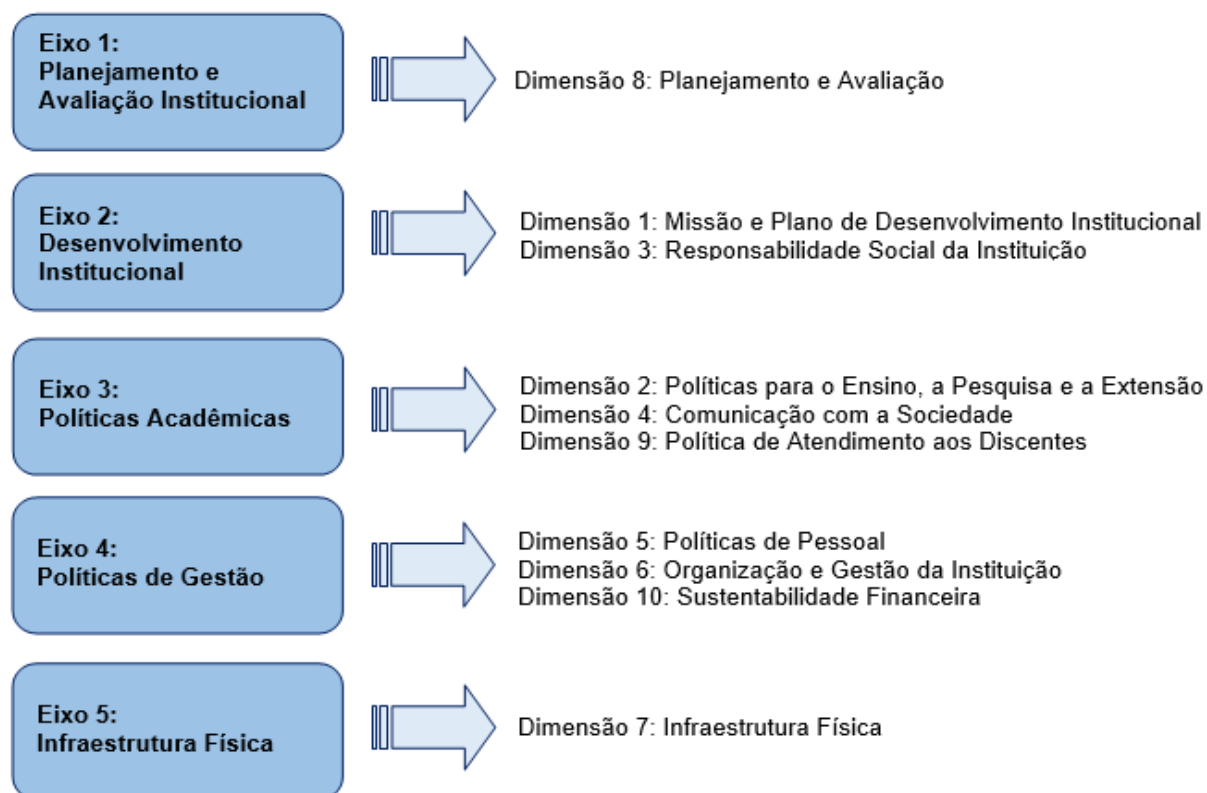 Eixo 1:
Planejamento e
Avaliação Institucional
Dimensão 8: Planejamento e Avaliação
Eixo 2:
Desenvolvimento
Institucional
Dimensão 1: Missão e Plano de Desenvolvimento Institucional
Dimensão 3: Responsabilidade Social da Instituição
Eixo 3:
Políticas Acadêmicas
Dimensão 2: Políticas para o Ensino, a Pesquisa e a Extensão
Dimensão 4: Comunicação com a Sociedade
Dimensão 9: Política de Atendimento aos Discentes
Eixo 4:
Políticas de Gestão
Dimensão 5: Políticas de Pessoal
Dimensão 6: Organização e Gestão da Instituição
Dimensão 10: Sustentabilidade Financeira
Eixo 5:
Infraestrutura Física
Dimensão 7: Infraestrutura Física